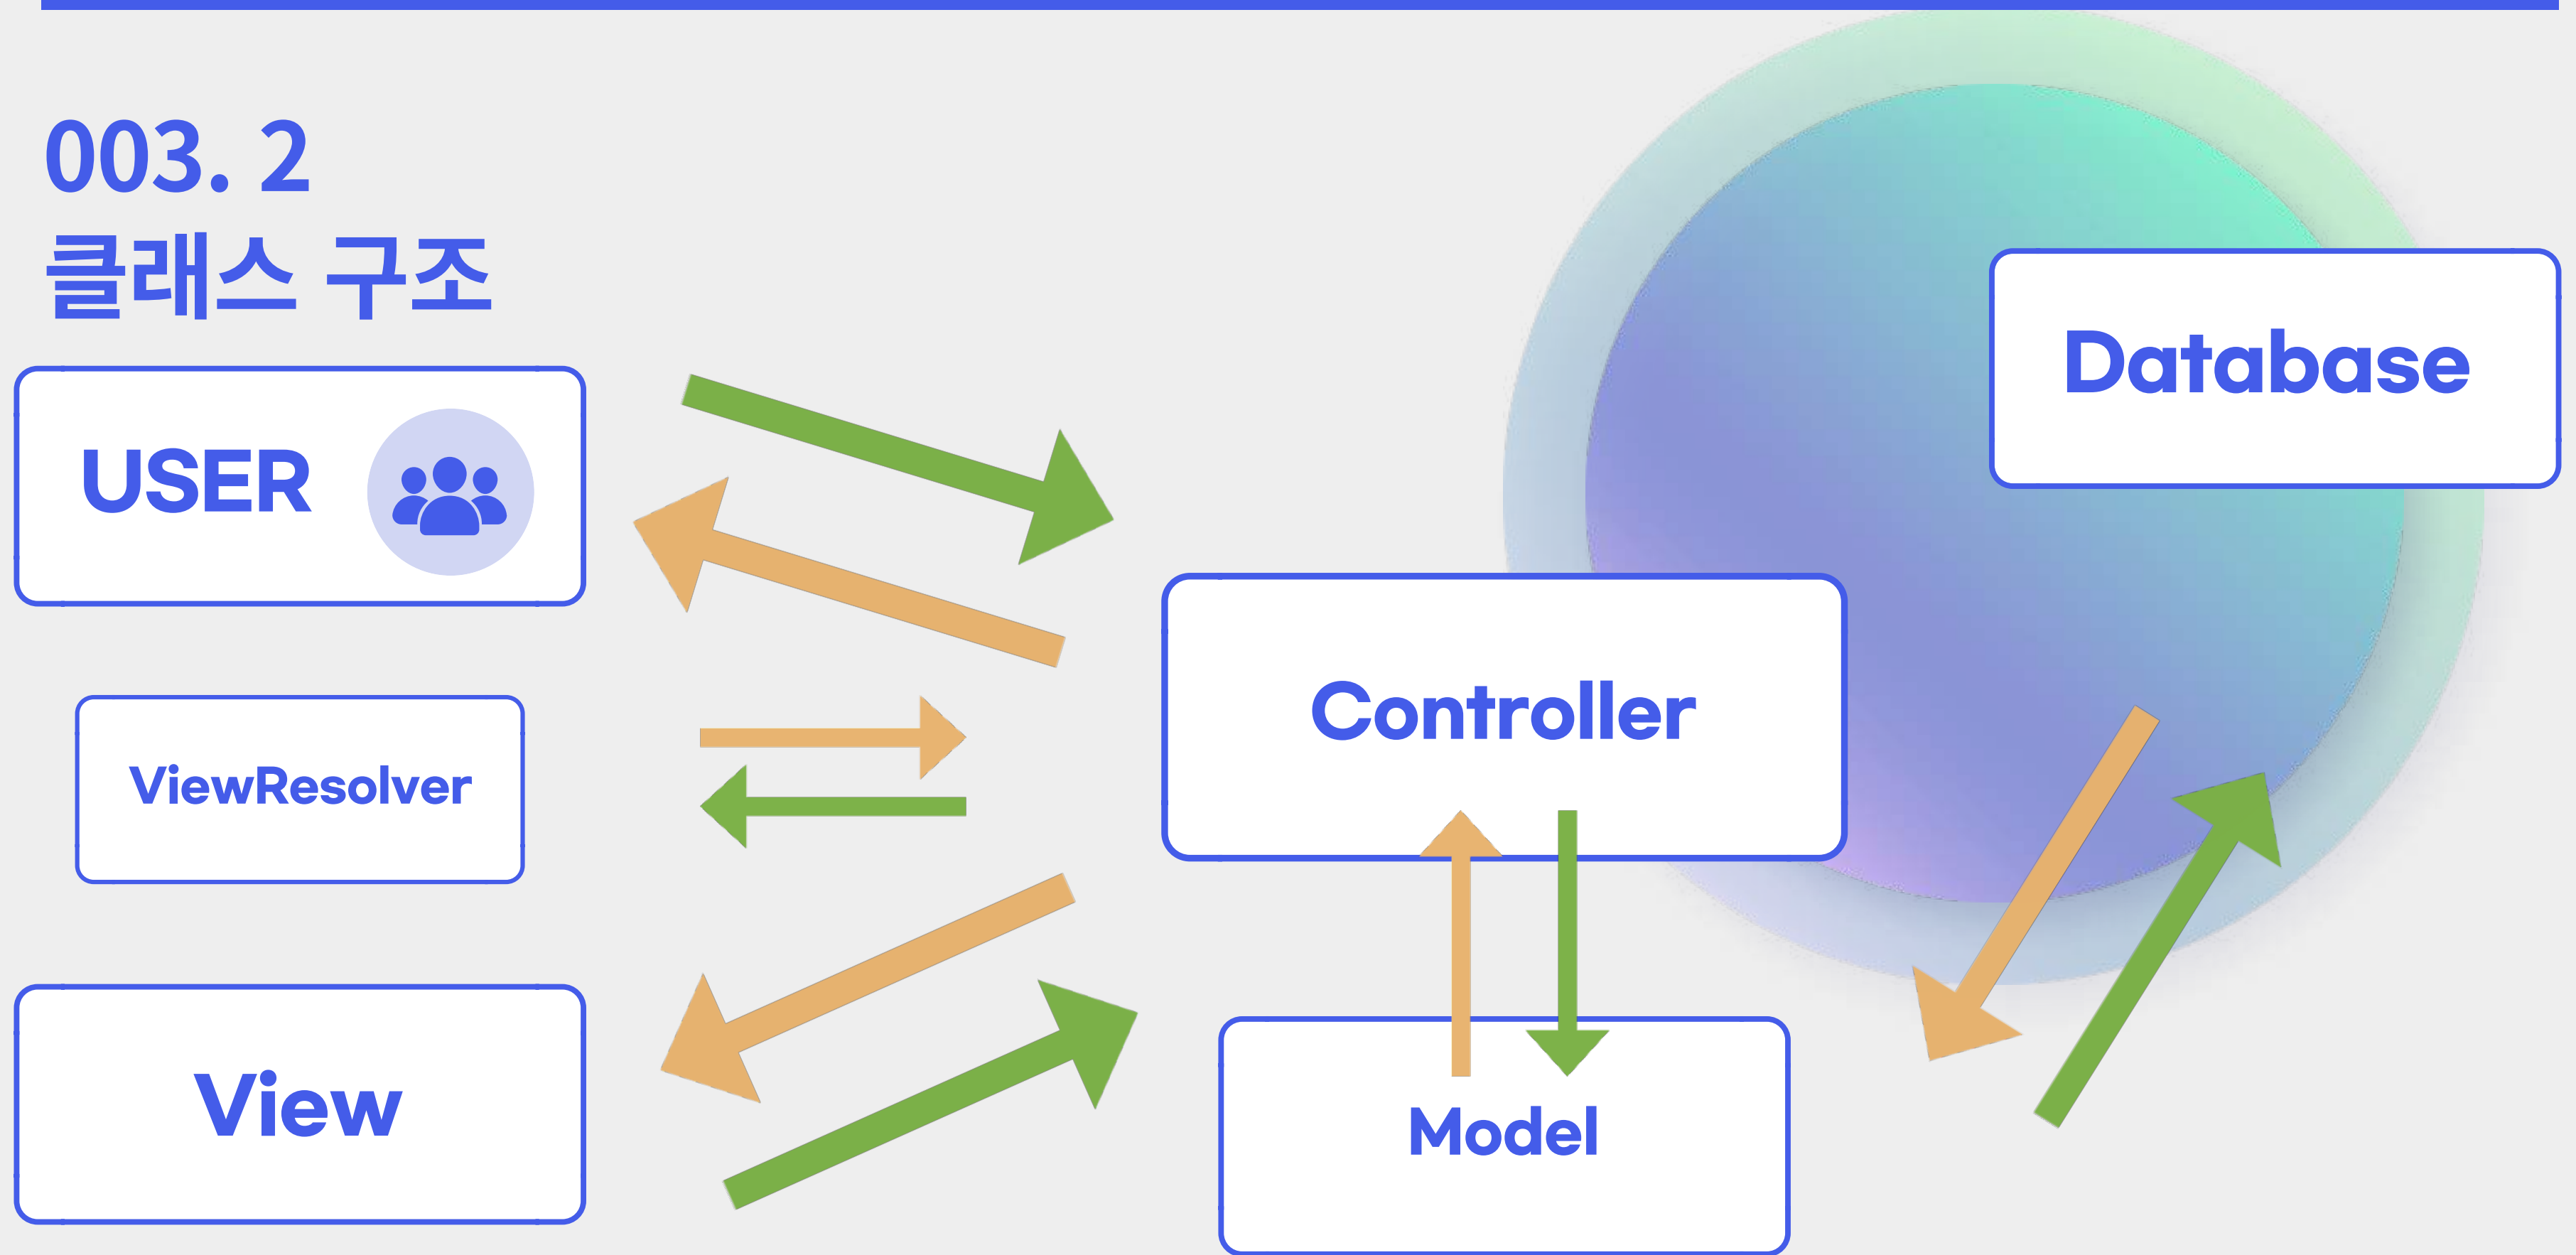 003. 2
클래스 구조
Database
USER
Controller
ViewResolver
View
Model